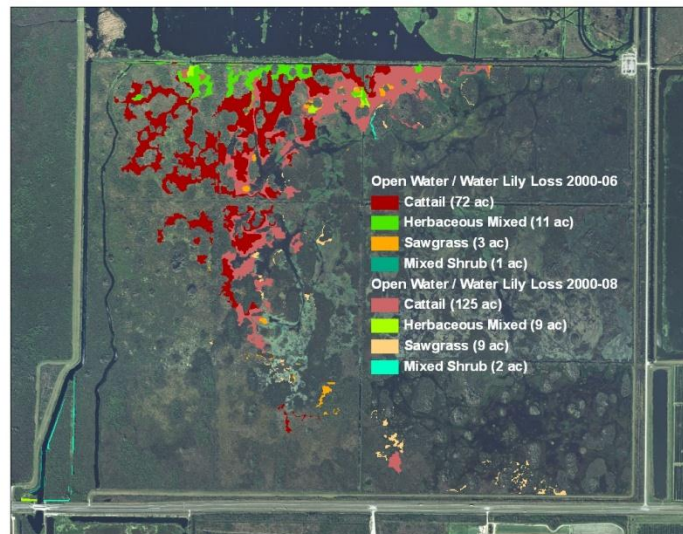 Open Water / Water Lily Loss 2000-06
Cattail (72 ac)
Herbaceous Mixed (11 ac)
Sawgrass (3 ac)
Mixed Shrub (1 ac)
Open Water / Water Lily Loss 2000-08
Cattail (125 ac)
Herbaceous Mixed (9 ac)
Sawgrass (9 ac)
Mixed Shrub (2 ac)